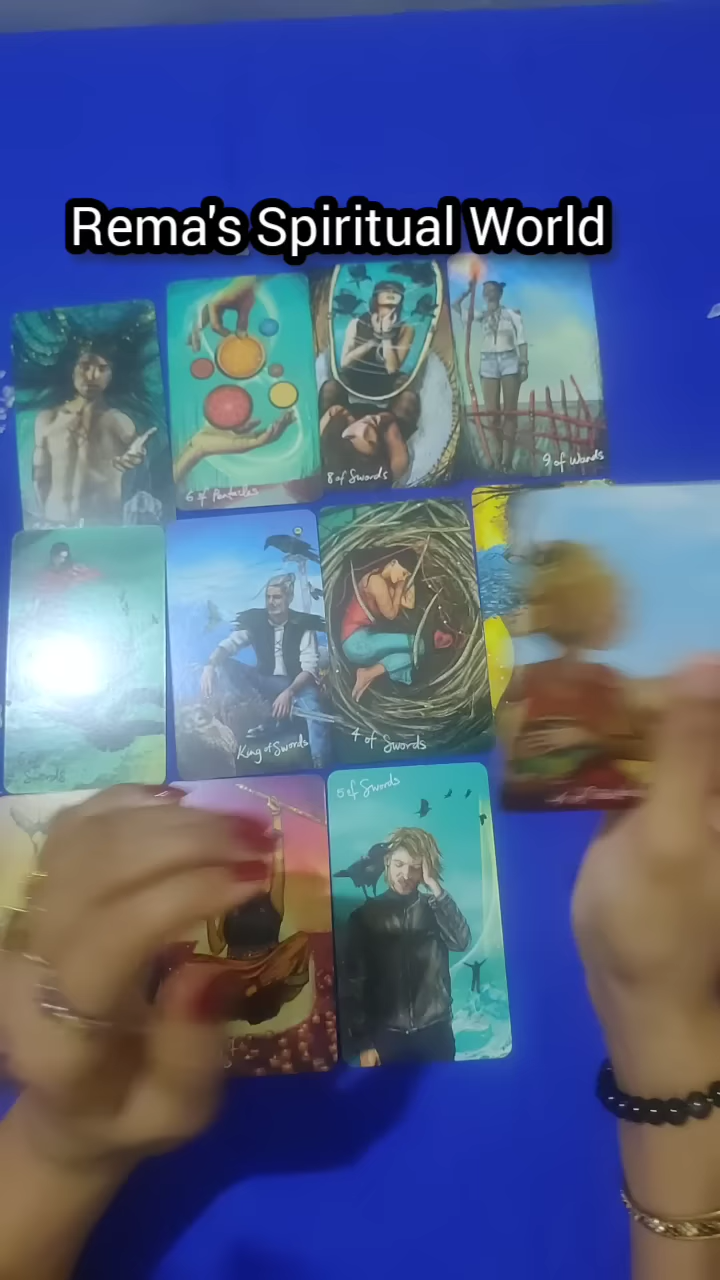 Rema's Spiritual World
6 of Pentacles
8 of Swords
9 of Wands
Swords
King of Swords
4 of Swords
5 of Swords